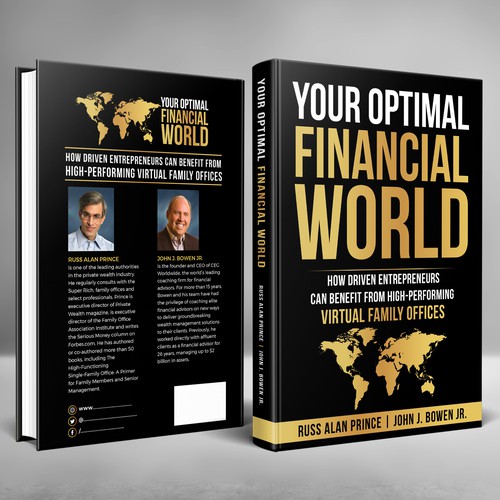 YOUR OPTIMAL
FINANCIAL
WORLD
HOW DRIVEN ENTREPRENEURS CAN BENEFIT FROM
HIGH-PERFORMING VIRTUAL FAMILY OFFICES
RUSS ALAN PRINCE
is one of the leading authorities
in the private wealth industry.
He regularly consults with the
Super Rich, family offices and
select professionals. Prince is
executive director of Private
Wealth magazine, is executive
director of the Family Office
Association Institute and writes
the Serious Money column on
Forbes.com. He has authored
or co-authored more than 50
books, including The
High-Functioning
Single-Family Office: A Primer
for Family Members and Senior
Management.
JOHN J. BOWEN JR.
is the founder and CEO of CEG
Worldwide, the world's leading
coaching firm for financial
advisors. For more than 15 years,
Bowen and his team have had
the privilege of coaching elite
financial advisors on new ways
to deliver groundbreaking
wealth management solutions
to their clients. Previously, he
worked directly with affluent
clients as a financial advisor for
26 years, managing up to $2
billion in assets.
WWW.
@
/
YOUR OPTIMAL FINANCIAL WORLD
RUSS ALAN PRINCE | JOHN J. BOWEN JR.
YOUR OPTIMAL
FINANCIAL
WORLD
HOW DRIVEN ENTREPRENEURS
CAN BENEFIT FROM HIGH-PERFORMING
VIRTUAL FAMILY OFFICES
RUSS ALAN PRINCE | JOHN J. BOWEN JR.